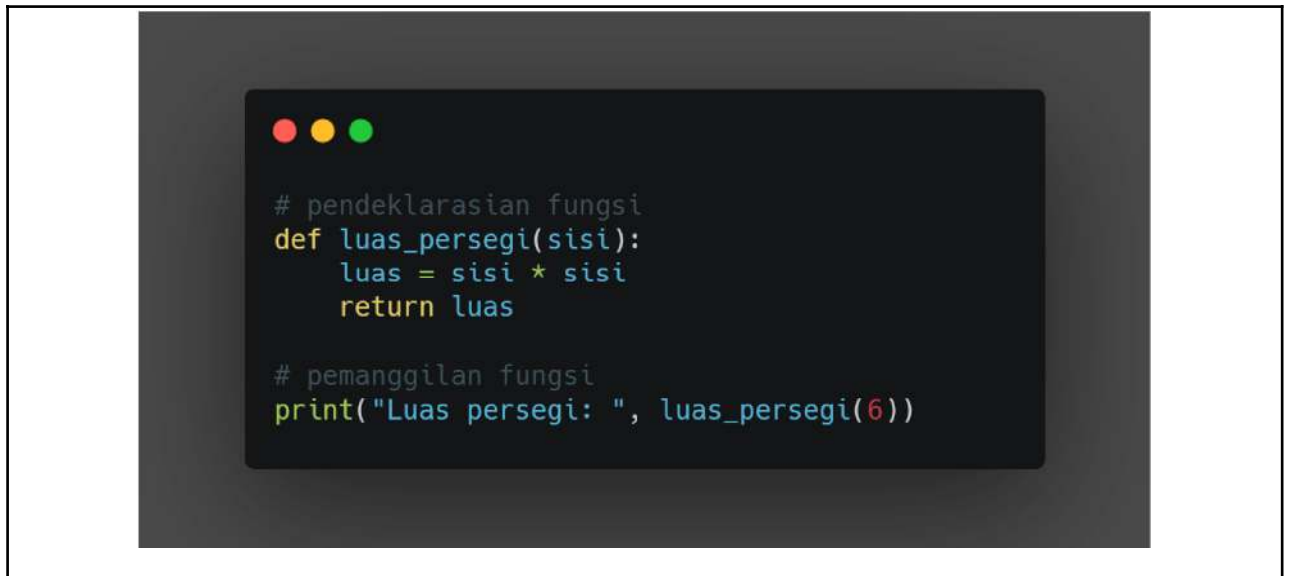 # pendeklarasian fungsi
def luas_persegi(sisi):
    luas = sisi * sisi
    return luas

# pemanggilan fungsi
print("Luas persegi: ", luas_persegi(6))